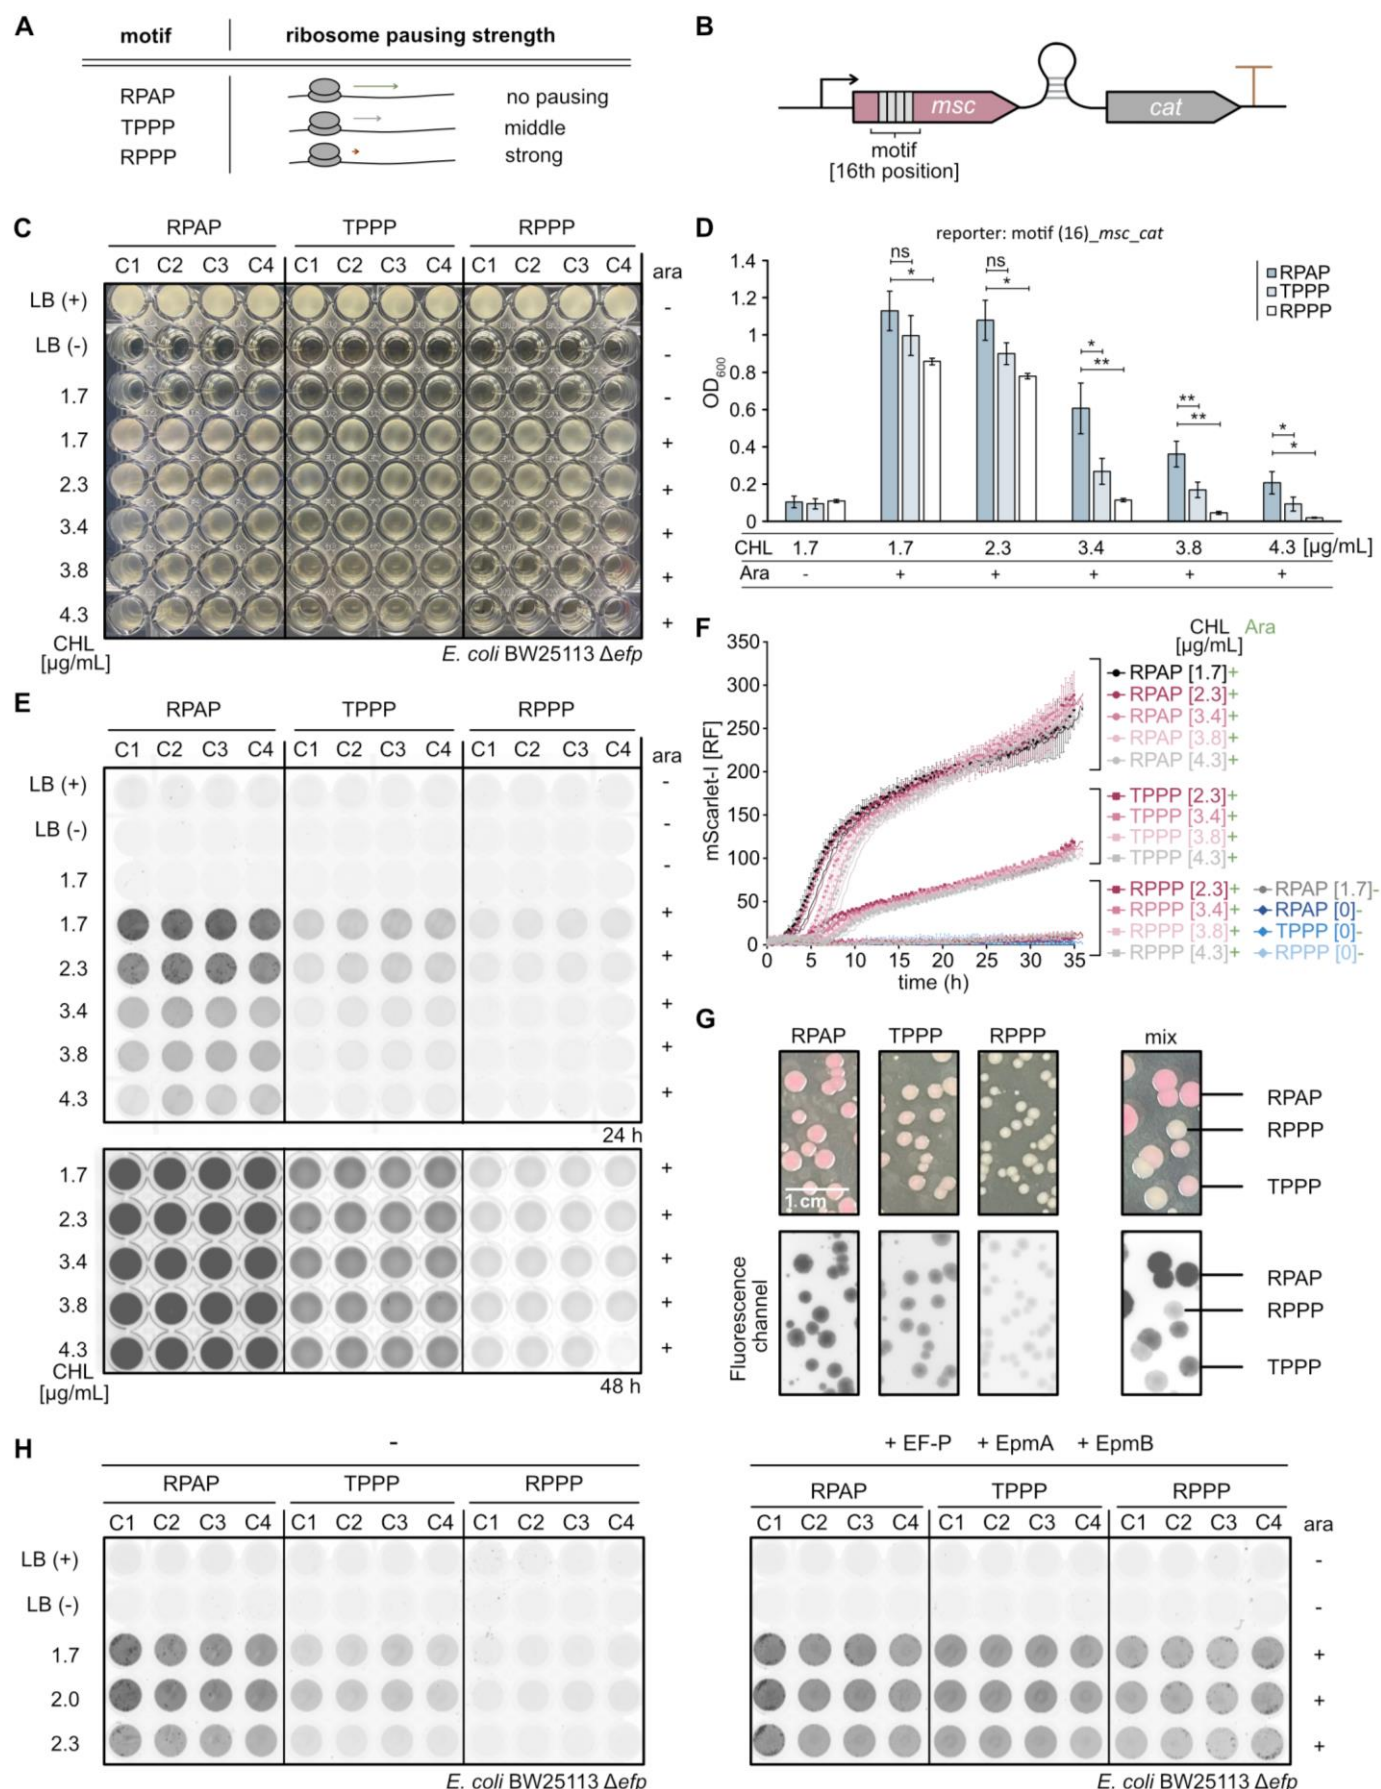 A
motif ribosome pausing strength
RPAP no pausing
TPPP middle
RPPP strong
B
msc cat
motif
[16th position]
C
RPAP TPPP RPPP
C1 C2 C3 C4 C1 C2 C3 C4 C1 C2 C3 C4 ara
LB (+) -
LB (-) -
1.7 -
1.7 +
2.3 +
3.4 +
3.8 +
4.3 +
CHL
[µg/mL]
E. coli BW25113 Δefp
D
reporter: motif (16)_msc_cat
OD600
1.4
1.2
1
0.8
0.6
0.4
0.2
0
ns * ns * * ** ** ** * *
RPAP
TPPP
RPPP
CHL 1.7 1.7 2.3 3.4 3.8 4.3 [µg/mL]
Ara - + + + + +
E
RPAP TPPP RPPP
C1 C2 C3 C4 C1 C2 C3 C4 C1 C2 C3 C4 ara
LB (+) -
LB (-) -
1.7 -
1.7 +
2.3 +
3.4 +
3.8 +
4.3 +
24 h
1.7 +
2.3 +
3.4 +
3.8 +
4.3 +
CHL
[µg/mL]
48 h
F
mScarlet-I [RF]
350
300
250
200
150
100
50
0
0 5 10 15 20 25 30 35
time (h)
CHL Ara
[µg/mL]
RPAP [1.7]+
RPAP [2.3]+
RPAP [3.4]+
RPAP [3.8]+
RPAP [4.3]+
TPPP [2.3]+
TPPP [3.4]+
TPPP [3.8]+
TPPP [4.3]+
RPPP [2.3]+ RPAP [1.7]-
RPPP [3.4]+ RPAP [0]-
RPPP [3.8]+ TPPP [0]-
RPPP [4.3]+ RPPP [0]-
G
RPAP TPPP RPPP mix
1 cm
RPAP
RPPP
TPPP
Fluorescence
channel
RPAP
RPPP
TPPP
H
-
RPAP TPPP RPPP
C1 C2 C3 C4 C1 C2 C3 C4 C1 C2 C3 C4
LB (+)
LB (-)
1.7
2.0
2.3
E. coli BW25113 Δefp
+ EF-P + EpmA + EpmB
RPAP TPPP RPPP
C1 C2 C3 C4 C1 C2 C3 C4 C1 C2 C3 C4 ara
-
-
+
+
+
E. coli BW25113 Δefp